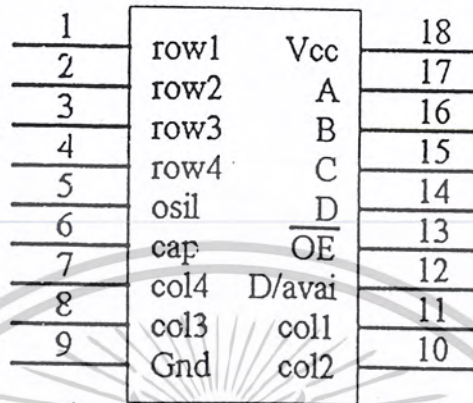 1 row1 Vcc 18
2 row2 A 17
3 row3 B 16
4 row4 C 15
5 osil D 14
6 cap OE 13
7 col4 D/avai 12
8 col3 col1 11
9 Gnd col2 10